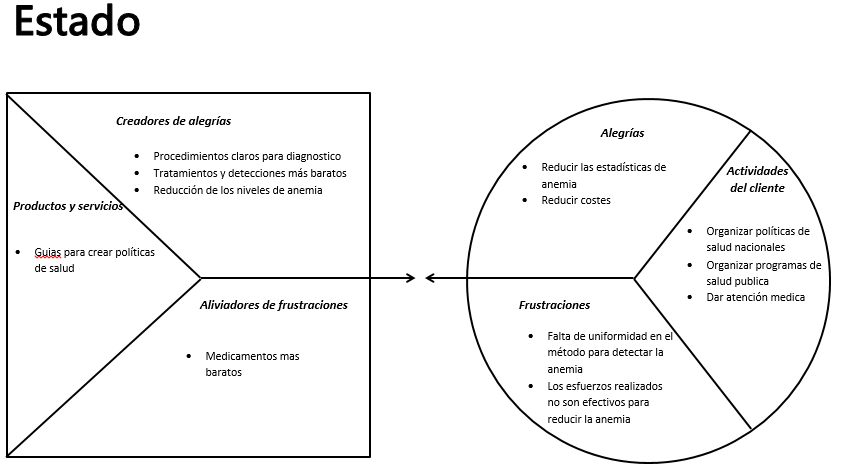 Estado
Creadores de alegrías
• Procedimientos claros para diagnostico
• Tratamientos y detecciones más baratos
• Reducción de los niveles de anemia
Productos y servicios
• Guias para crear políticas
de salud
Aliviadores de frustraciones
• Medicamentos mas
baratos
Alegrías
• Reducir las estadísticas de
anemia
• Reducir costes
Actividades
del cliente
• Organizar políticas de
salud nacionales
• Organizar programas de
salud publica
• Dar atención medica
Frustraciones
• Falta de uniformidad en el
método para detectar la
anemia
• Los esfuerzos realizados
no son efectivos para
reducir la anemia